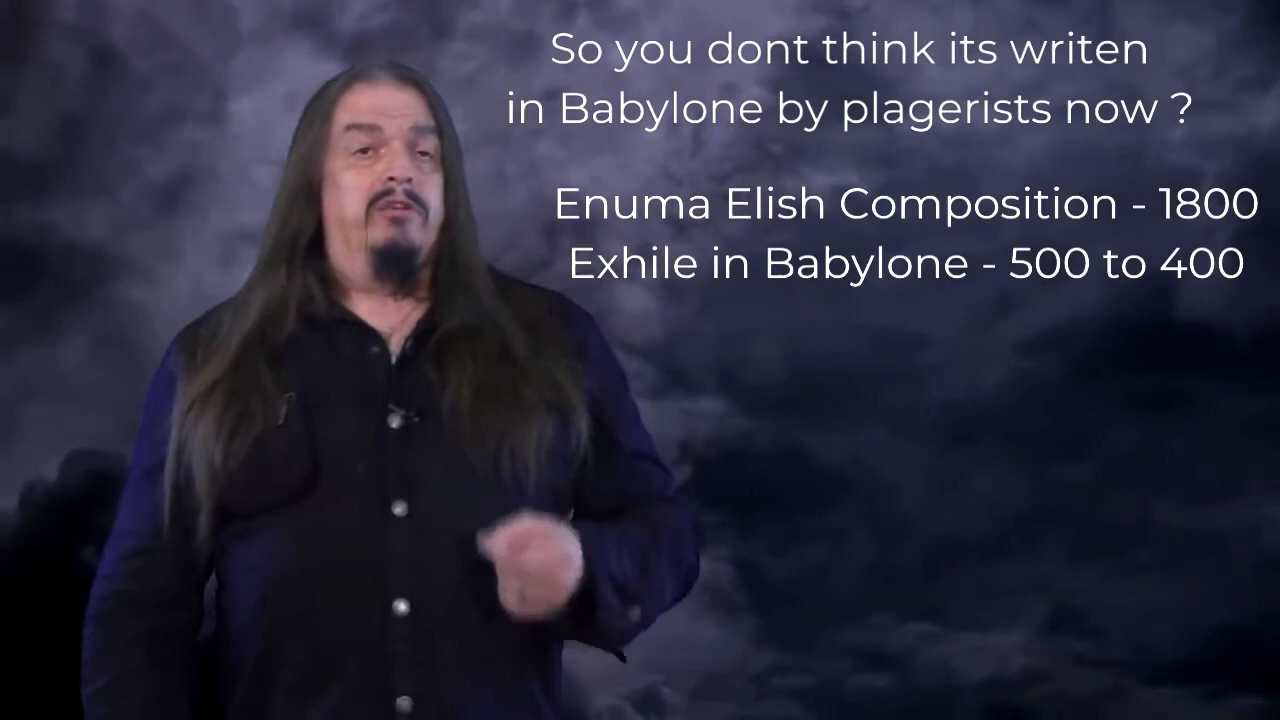 So you dont think its writen
in Babylone by plagerists now ?
Enuma Elish Composition - 1800
Exhile in Babylone - 500 to 400